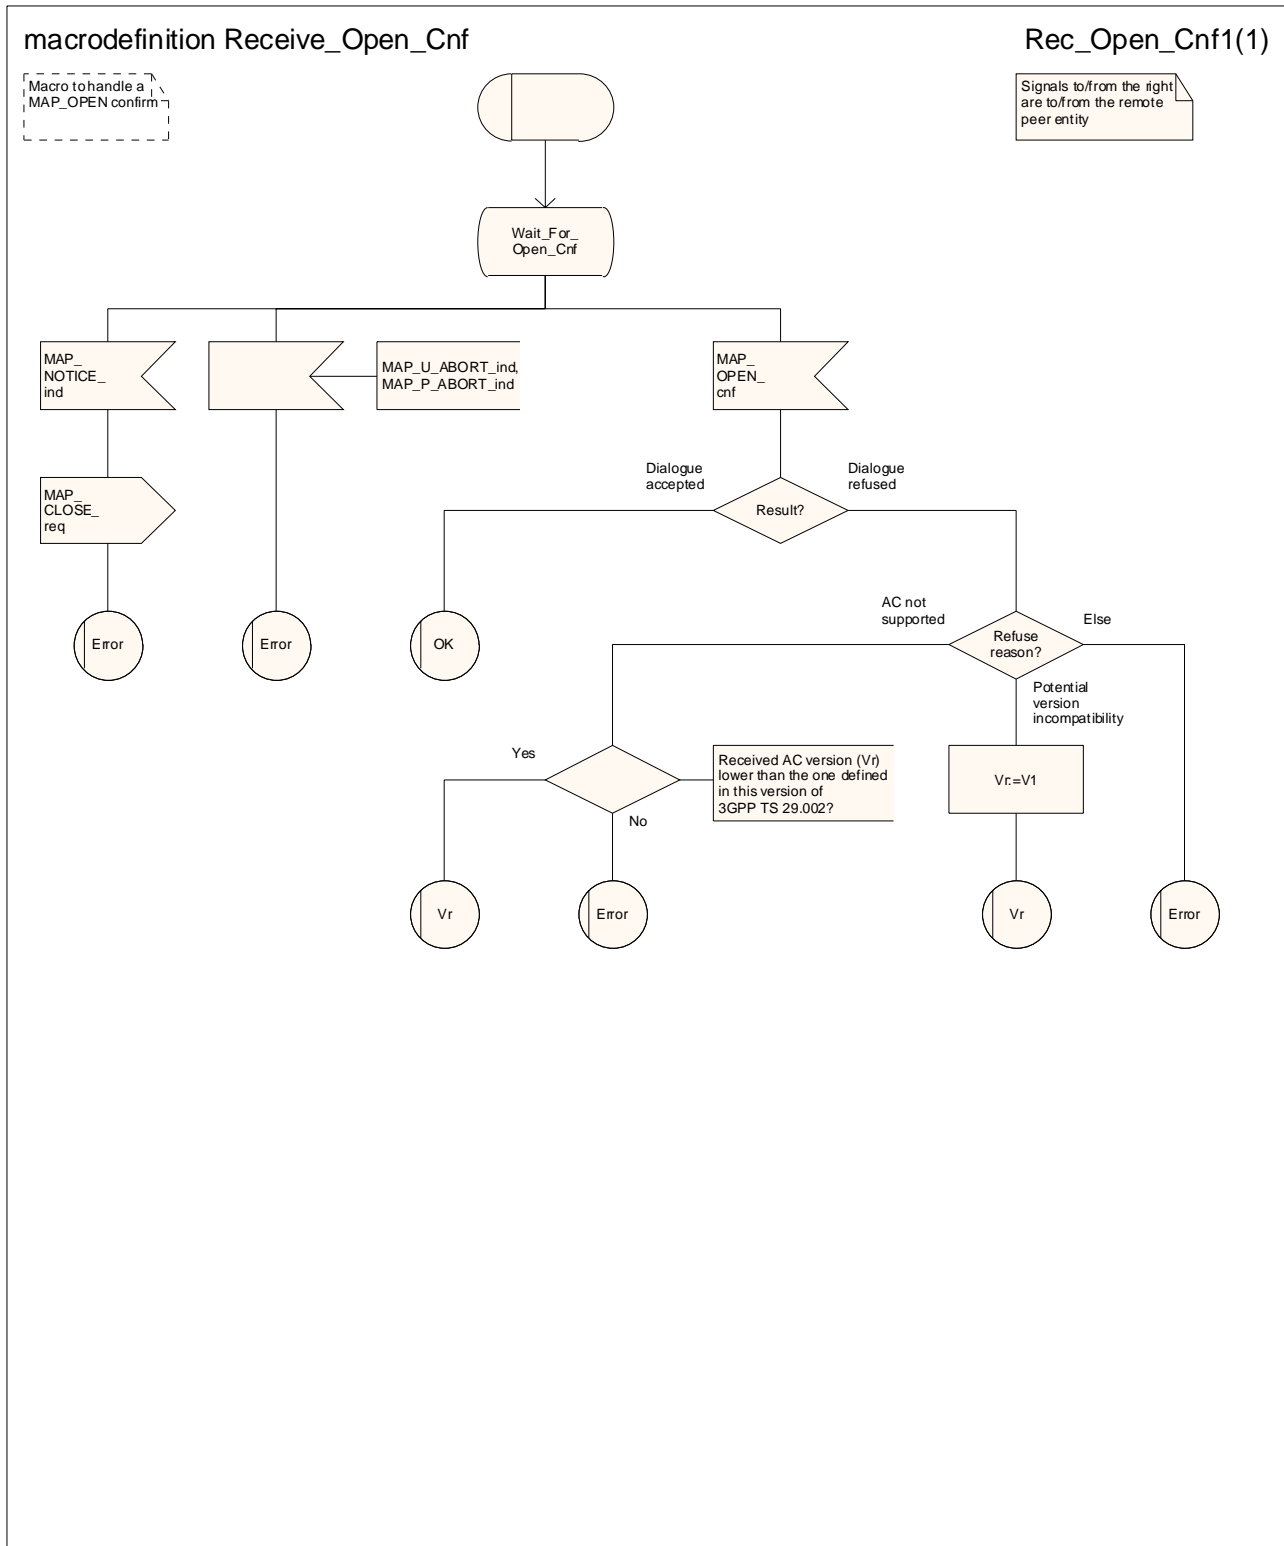 macrodefinition Receive_Open_Cnf
Rec_Open_Cnf1(1)
Macro to handle a
MAP_OPEN confirm
Signals to/from the right
are to/from the remote
peer entity
Wait_For_
Open_Cnf
MAP_
NOTICE_
ind
MAP_U_ABORT_ind,
MAP_P_ABORT_ind
MAP_
OPEN_
cnf
Dialogue
accepted
Dialogue
refused
MAP_
CLOSE_
req
Result?
Error
Error
OK
AC not
supported
Refuse
reason?
Else
Potential
version
incompatibility
Yes
Received AC version (Vr)
lower than the one defined
in this version of
3GPP TS 29.002?
Vr:=V1
No
Vr
Error
Vr
Error